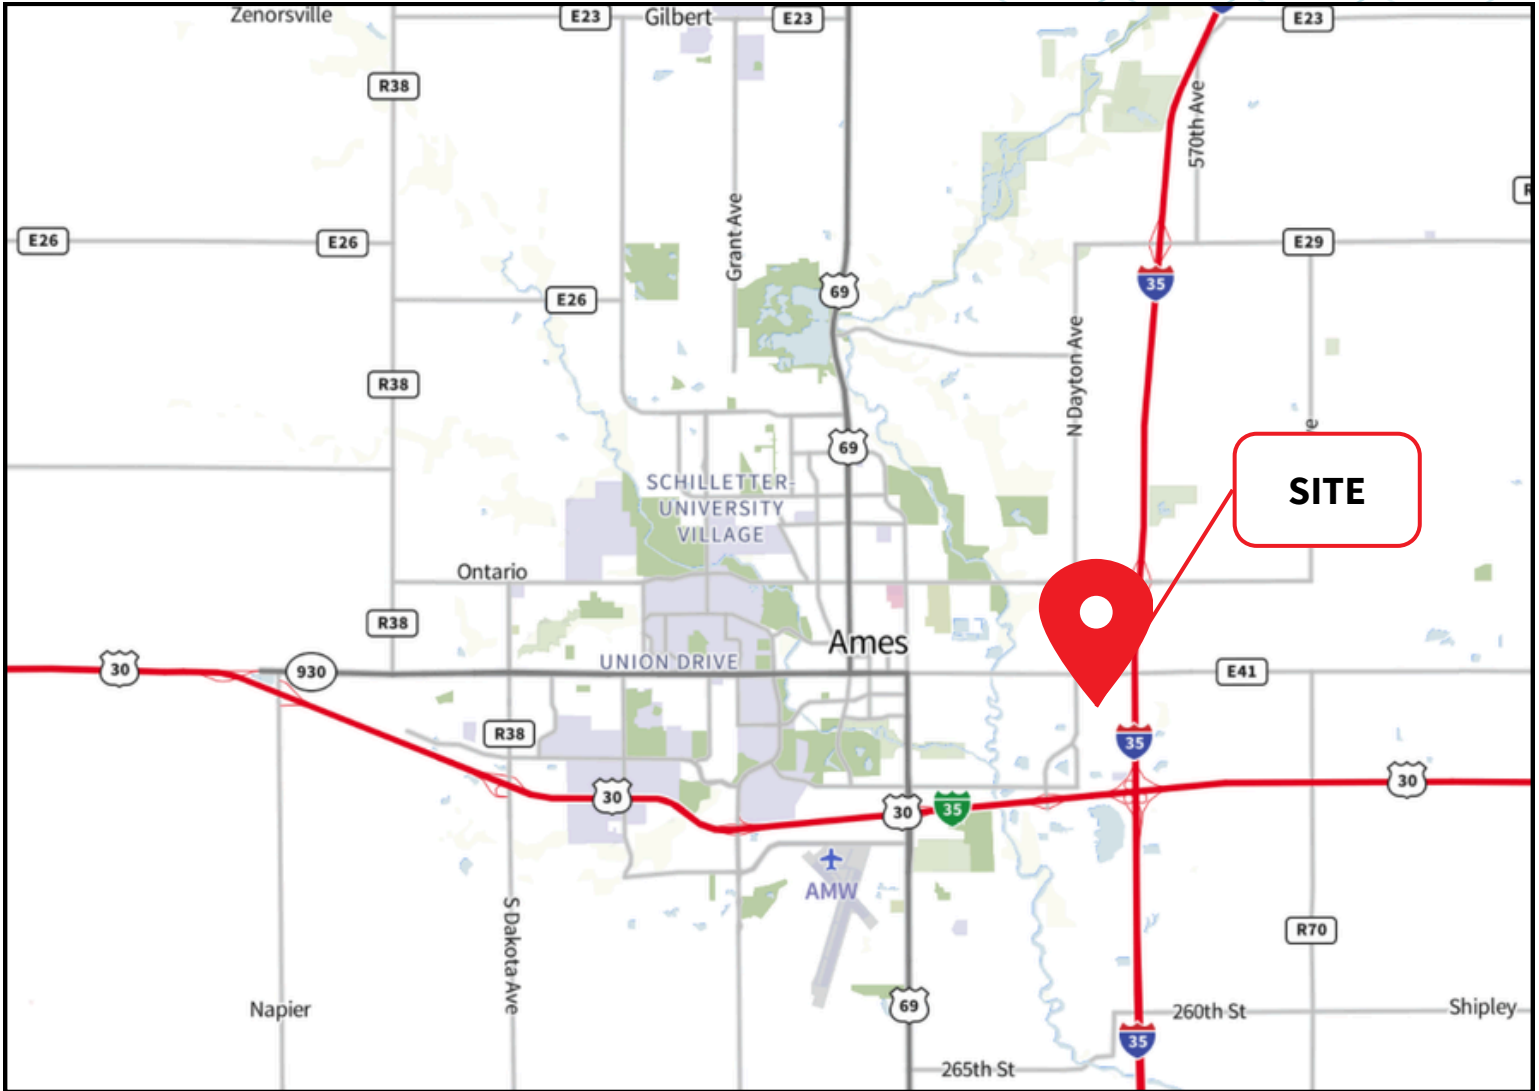 Zenorsville
E23
Gilbert
E23
E23
R38
570th Ave
R
E26
E26
Grant Ave
E29
69
35
E26
N Dayton Ave
R38
ve
69
SCHILLETTER-
UNIVERSITY
VILLAGE
SITE
Ontario
R38
Ames
30
930
UNION DRIVE
E41
R38
35
30
30
30
35
AMW
S Dakota Ave
R70
Napier
69
260th St
Shipley
35
265th St